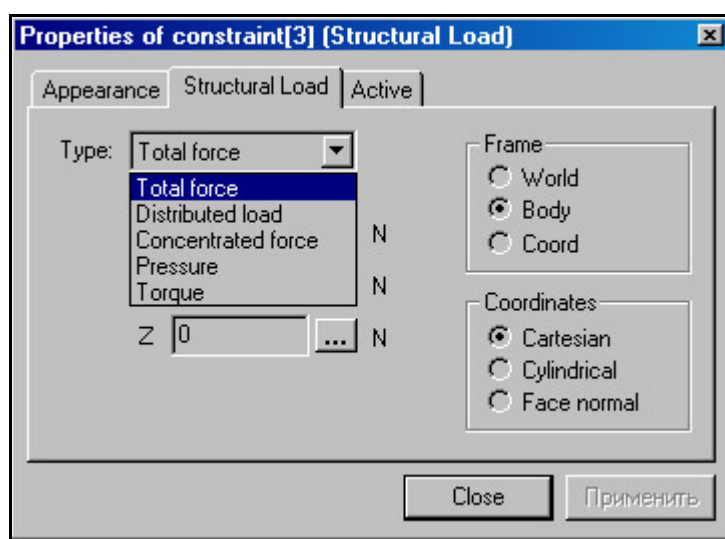 Properties of constraint[3] (Structural Load)
Appearance Structural Load Active
Type: Total force
Total force
Distributed load
Concentrated force
Pressure
Torque
N
N
Z 0 ... N
Frame
World
Body
Coord
Coordinates
Cartesian
Cylindrical
Face normal
Close Применить